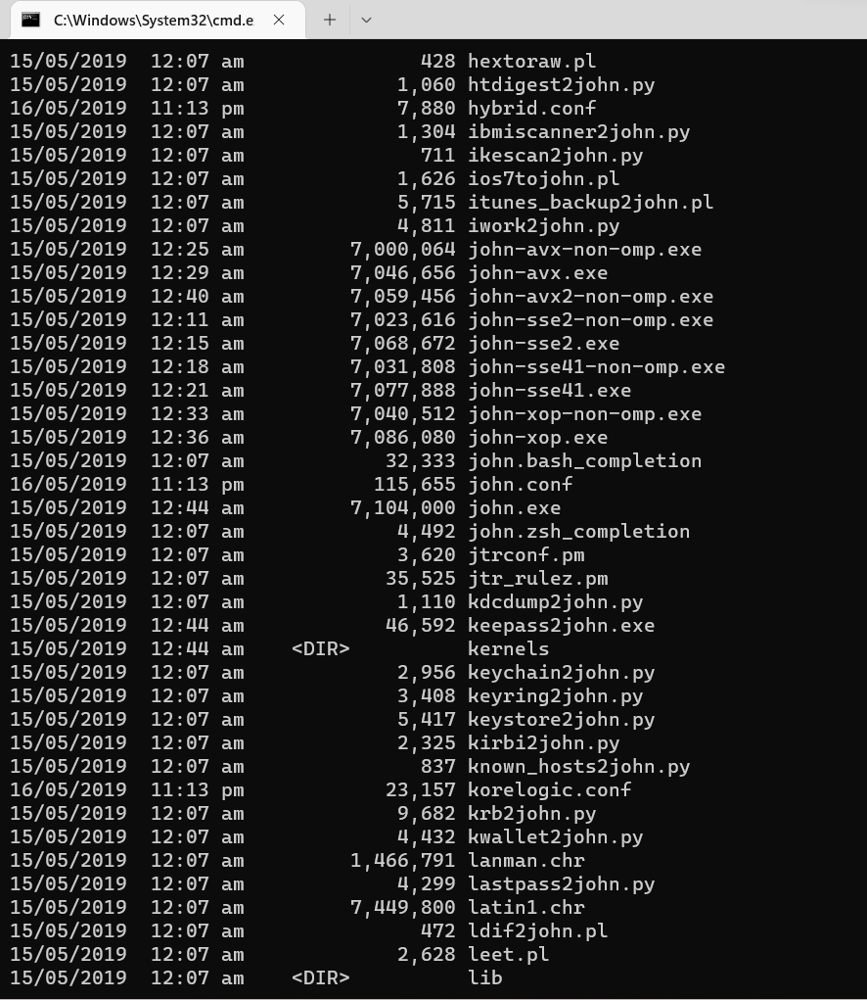 C:\Windows\System32\cmd.e
15/05/2019  12:07 am               428 hextoraw.pl
15/05/2019  12:07 am             1,060 htdigest2john.py
16/05/2019  11:13 pm             7,880 hybrid.conf
15/05/2019  12:07 am             1,304 ibmiscanner2john.py
15/05/2019  12:07 am               711 ikescan2john.py
15/05/2019  12:07 am             1,626 ios7tojohn.pl
15/05/2019  12:07 am             5,715 itunes_backup2john.pl
15/05/2019  12:07 am             4,811 iwork2john.py
15/05/2019  12:25 am         7,000,064 john-avx-non-omp.exe
15/05/2019  12:29 am         7,046,656 john-avx.exe
15/05/2019  12:40 am         7,059,456 john-avx2-non-omp.exe
15/05/2019  12:11 am         7,023,616 john-sse2-non-omp.exe
15/05/2019  12:15 am         7,068,672 john-sse2.exe
15/05/2019  12:18 am         7,031,808 john-sse41-non-omp.exe
15/05/2019  12:21 am         7,077,888 john-sse41.exe
15/05/2019  12:33 am         7,040,512 john-xop-non-omp.exe
15/05/2019  12:36 am         7,086,080 john-xop.exe
15/05/2019  12:07 am            32,333 john.bash_completion
16/05/2019  11:13 pm           115,655 john.conf
15/05/2019  12:44 am         7,104,000 john.exe
15/05/2019  12:07 am             4,492 john.zsh_completion
15/05/2019  12:07 am             3,620 jtrconf.pm
15/05/2019  12:07 am            35,525 jtr_rulez.pm
15/05/2019  12:07 am             1,110 kdcdump2john.py
15/05/2019  12:44 am            46,592 keepass2john.exe
15/05/2019  12:44 am    <DIR>          kernels
15/05/2019  12:07 am             2,956 keychain2john.py
15/05/2019  12:07 am             3,408 keyring2john.py
15/05/2019  12:07 am             5,417 keystore2john.py
15/05/2019  12:07 am             2,325 kirbi2john.py
15/05/2019  12:07 am               837 known_hosts2john.py
16/05/2019  11:13 pm            23,157 korelogic.conf
15/05/2019  12:07 am             9,682 krb2john.py
15/05/2019  12:07 am             4,432 kwallet2john.py
15/05/2019  12:07 am         1,466,791 lanman.chr
15/05/2019  12:07 am             4,299 lastpass2john.py
15/05/2019  12:07 am         7,449,800 latin1.chr
15/05/2019  12:07 am               472 ldif2john.pl
15/05/2019  12:07 am             2,628 leet.pl
15/05/2019  12:07 am    <DIR>          lib